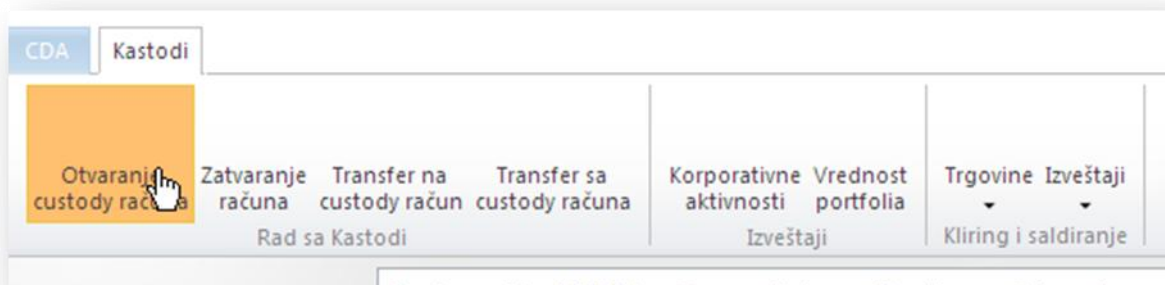 CDA Kastodi
Otvaranje Zatvaranje Transfer na Transfer sa Korporativne Vrednost Trgovine Izveštaji
custody računa računa custody račun custody računa aktivnosti portfolia
Rad sa Kastodi Izveštaji Kliring i saldiranje